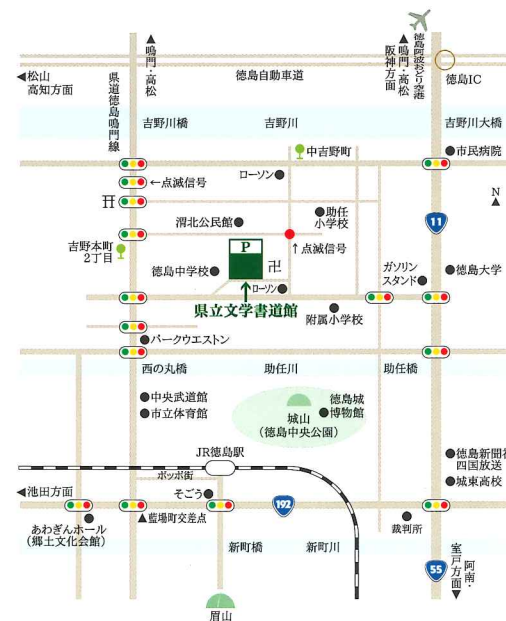 ▲鳴門・高松
▲鳴門・高松
阪神方面
徳島阿波おどり空港
◀松山
高知方面
県道徳島鳴門線
徳島自動車道
徳島IC
吉野川橋
吉野川
吉野川大橋
中吉野町
市民病院
ローソン
←点滅信号
N
▲
助任
小学校
渭北公民館
11
↑点滅信号
吉野本町
2丁目
P
卍
徳島中学校
ガソリン
スタンド
徳島大学
ローソン
県立文学書道館
附属小学校
パークウエストン
西の丸橋
助任川
助任橋
中央武道館
市立体育館
城山
(徳島中央公園)
徳島城
博物館
JR徳島駅
ポッポ街
徳島新聞社
四国放送
城東高校
◀池田方面
そごう
192
あわぎんホール
(郷土文化会館)
▲藍場町交差点
裁判所
新町橋
新町川
阿南・
室戸方面▼
55
眉山